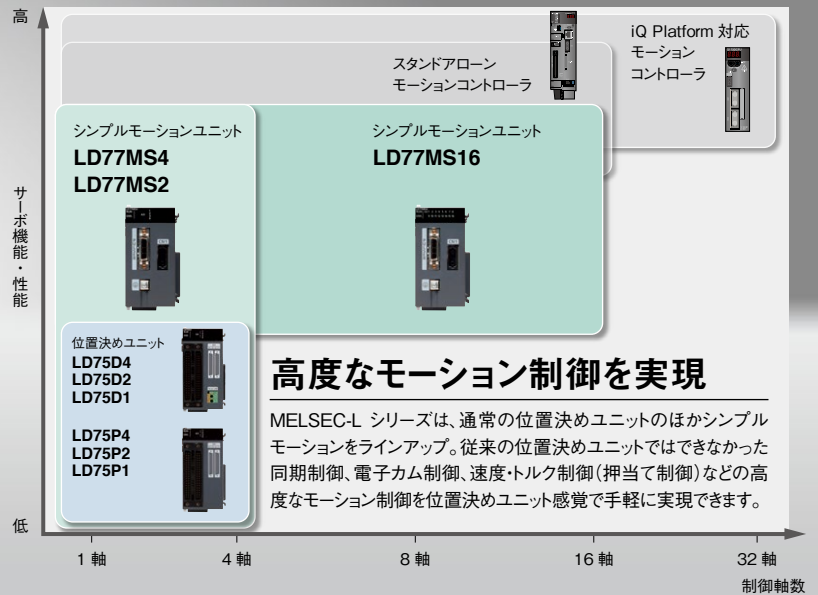 高
iQ Platform 対応
モーション
コントローラ
スタンドアローン
モーションコントローラ
シンプルモーションユニット
LD77MS4
LD77MS2
シンプルモーションユニット
LD77MS16
サーボ機能・性能
位置決めユニット
LD75D4
LD75D2
LD75D1
LD75P4
LD75P2
LD75P1
高度なモーション制御を実現
MELSEC-L シリーズは、通常の位置決めユニットのほかシンプル
モーションをラインアップ。従来の位置決めユニットではできなかった
同期制御、電子カム制御、速度・トルク制御（押当て制御）などの高
度なモーション制御を位置決めユニット感覚で手軽に実現できます。
低
1 軸
4 軸
8 軸
16 軸
32 軸
制御軸数